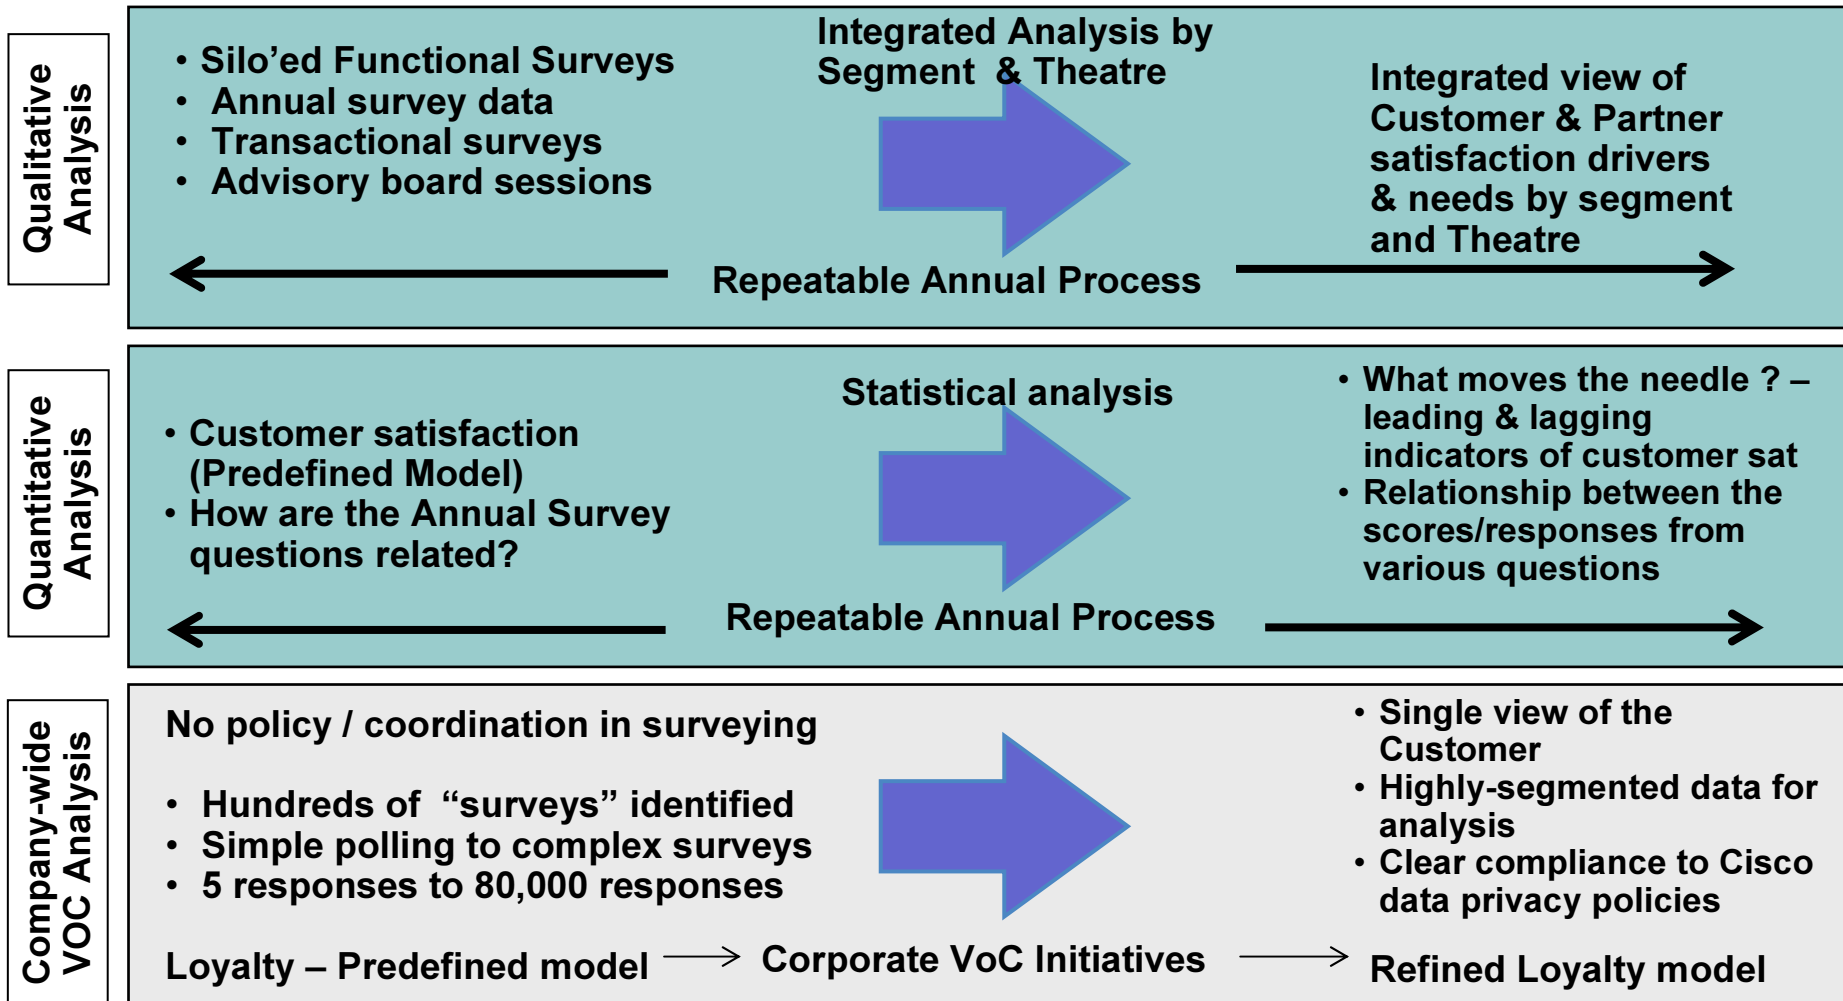 Qualitative
Analysis
• Silo’ed Functional Surveys
• Annual survey data
• Transactional surveys
• Advisory board sessions
Integrated Analysis by
Segment & Theatre
Integrated view of
Customer & Partner
satisfaction drivers
& needs by segment
and Theatre
Repeatable Annual Process
Quantitative
Analysis
• Customer satisfaction
(Predefined Model)
• How are the Annual Survey
questions related?
Statistical analysis
• What moves the needle ? –
leading & lagging
indicators of customer sat
• Relationship between the
scores/responses from
various questions
Repeatable Annual Process
Company-wide
VOC Analysis
No policy / coordination in surveying
• Hundreds of “surveys” identified
• Simple polling to complex surveys
• 5 responses to 80,000 responses
• Single view of the
Customer
• Highly-segmented data for
analysis
• Clear compliance to Cisco
data privacy policies
Loyalty – Predefined model
Corporate VoC Initiatives
Refined Loyalty model